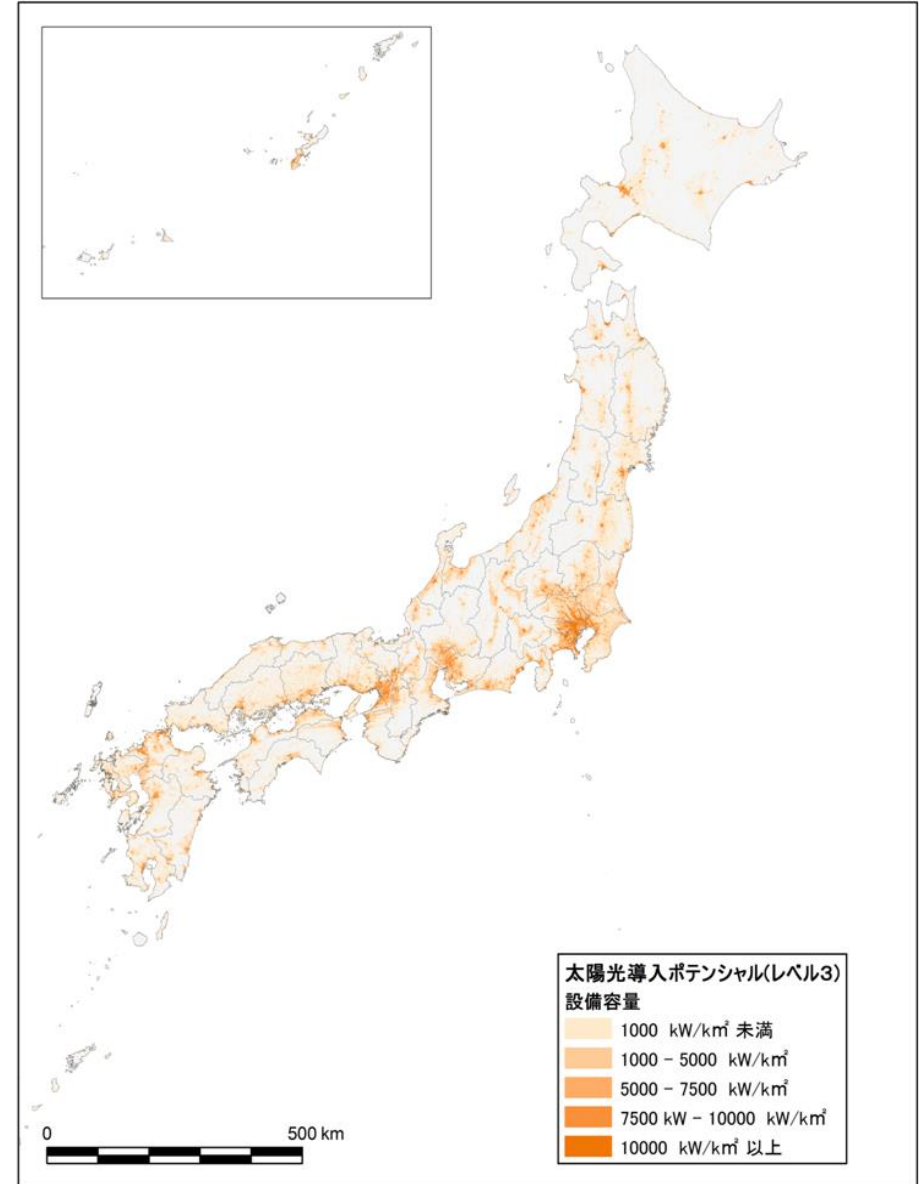 太陽光導入ポテンシャル(レベル3)
設備容量
1000 kW/k㎡ 未満
1000 - 5000 kW/k㎡
5000 - 7500 kW/k㎡
7500 kW - 10000 kW/k㎡
10000 kW/k㎡ 以上
0 500 km